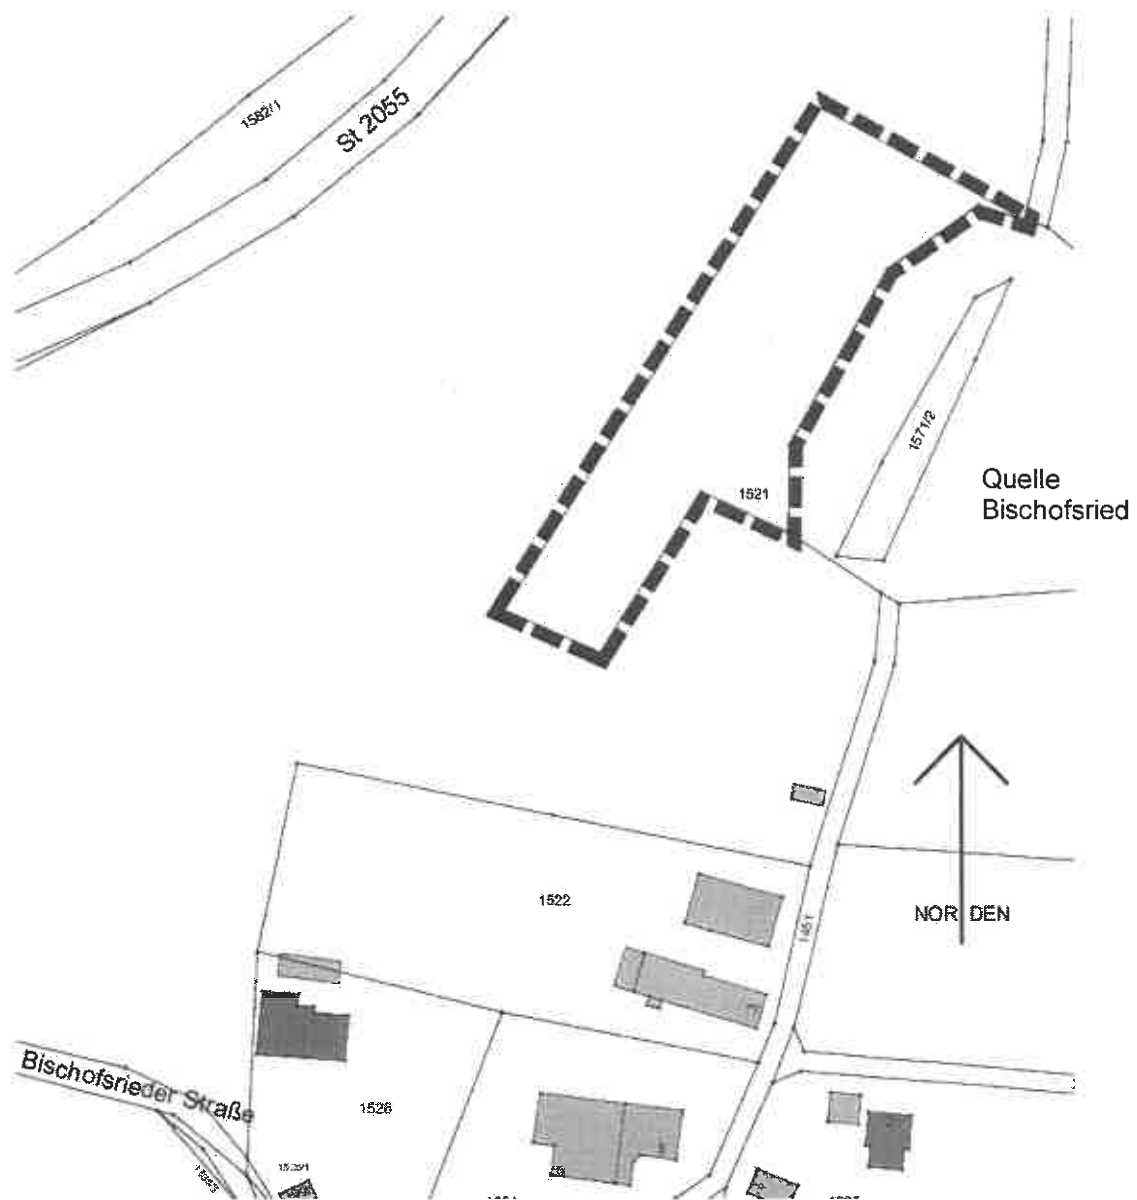 1582/1
St 2055
1571/2
1521
Quelle
Bischofsried
1522
1451
NORDEN
Bischofsrieder Straße
1526